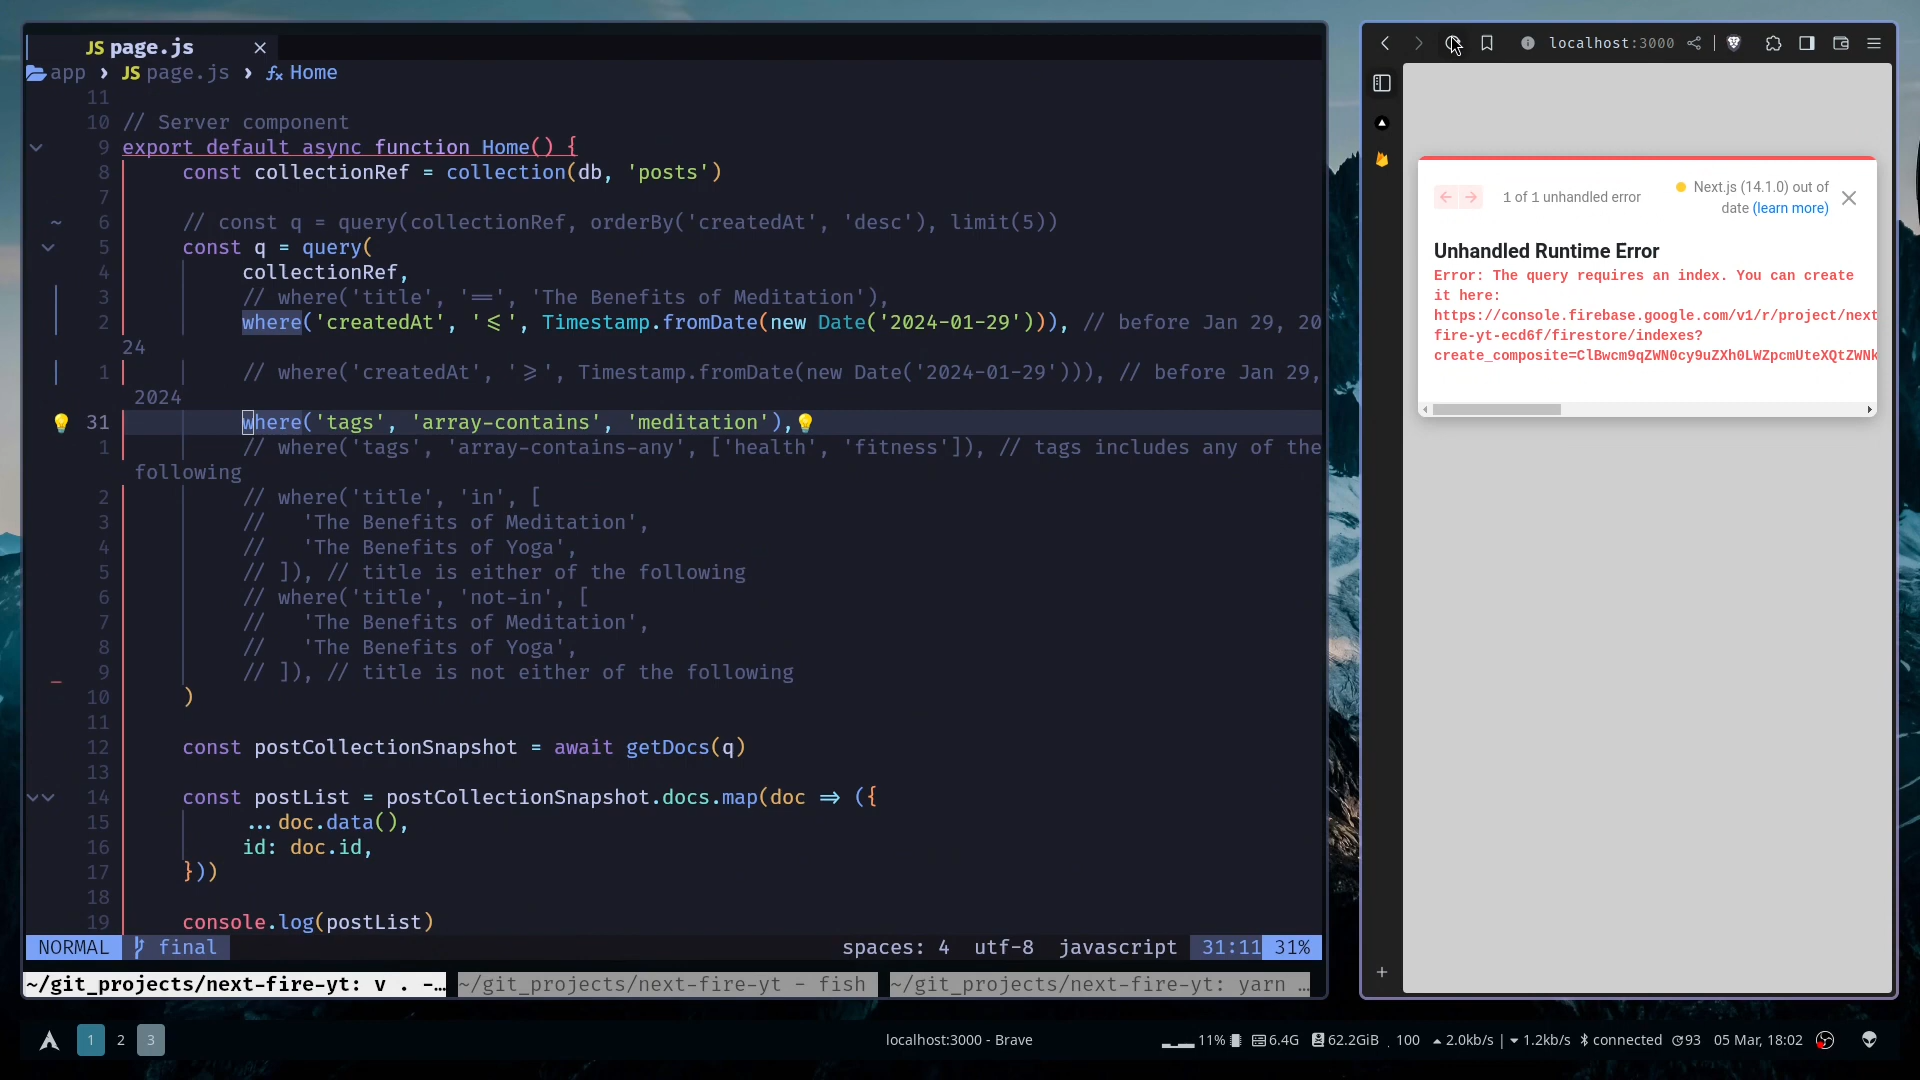 JS page.js ×
app › JS page.js › fx Home
11
10 // Server component
9 export default async function Home() {
8 const collectionRef = collection(db, 'posts')
7
6 // const q = query(collectionRef, orderBy('createdAt', 'desc'), limit(5))
5 const q = query(
4 collectionRef,
3 // where('title', '==', 'The Benefits of Meditation'),
2 where('createdAt', '<=', Timestamp.fromDate(new Date('2024-01-29'))), // before Jan 29, 20
24
1 // where('createdAt', '>=', Timestamp.fromDate(new Date('2024-01-29'))), // before Jan 29,
2024
31 where('tags', 'array-contains', 'meditation'),
1 // where('tags', 'array-contains-any', ['health', 'fitness']), // tags includes any of the
following
2 // where('title', 'in', [
3 // 'The Benefits of Meditation',
4 // 'The Benefits of Yoga',
5 // ]), // title is either of the following
6 // where('title', 'not-in', [
7 // 'The Benefits of Meditation',
8 // 'The Benefits of Yoga',
9 // ]), // title is not either of the following
10 )
11
12 const postCollectionSnapshot = await getDocs(q)
13
14 const postList = postCollectionSnapshot.docs.map(doc => ({
15 ...doc.data(),
16 id: doc.id,
17 }))
18
19 console.log(postList)
NORMAL final spaces: 4 utf-8 javascript 31:11 31%
~/git_projects/next-fire-yt: v . -… ~/git_projects/next-fire-yt - fish ~/git_projects/next-fire-yt: yarn …
localhost:3000
1 of 1 unhandled error
Next.js (14.1.0) out of
date (learn more)
Unhandled Runtime Error
Error: The query requires an index. You can create
it here:
https://console.firebase.google.com/v1/r/project/next
fire-yt-ecd6f/firestore/indexes?
create_composite=ClBwcm9qZWN0cy9uZXh0LWZpcmUteXQtZWNk
1 2 3 localhost:3000 - Brave 11% 6.4G 62.2GiB 100 2.0kb/s | 1.2kb/s connected 93 05 Mar, 18:02